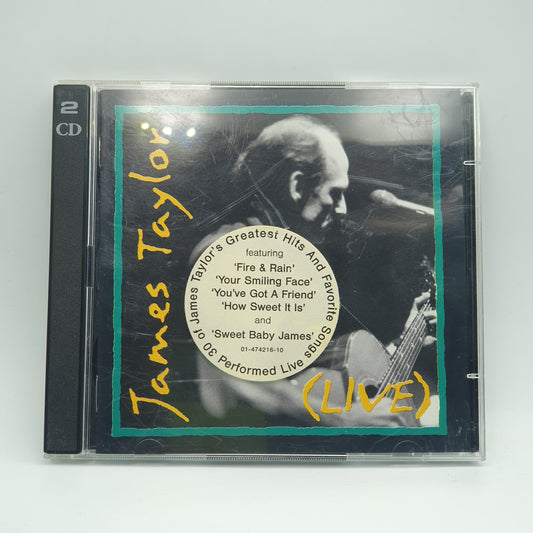 2
CD
James Taylor
30 of James Taylor's Greatest Hits And Favorite Songs Performed Live
featuring
'Fire & Rain'
'Your Smiling Face'
'You've Got A Friend'
'How Sweet It Is'
and
'Sweet Baby James'
01-474216-10
(LIVE)